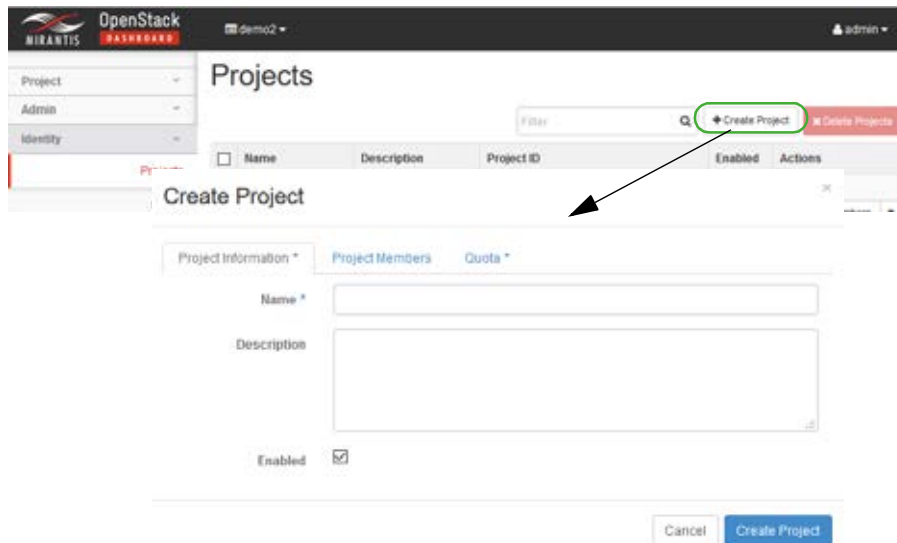 MIRANTIS
OpenStack
DASHBOARD
demo2
admin
Project
Admin
Identity
Projects
Projects
Filter
Create Project
Delete Projects
Name Description Project ID Enabled Actions
Create Project
Project Information * Project Members Quota *
Name *
Description
Enabled
Cancel Create Project